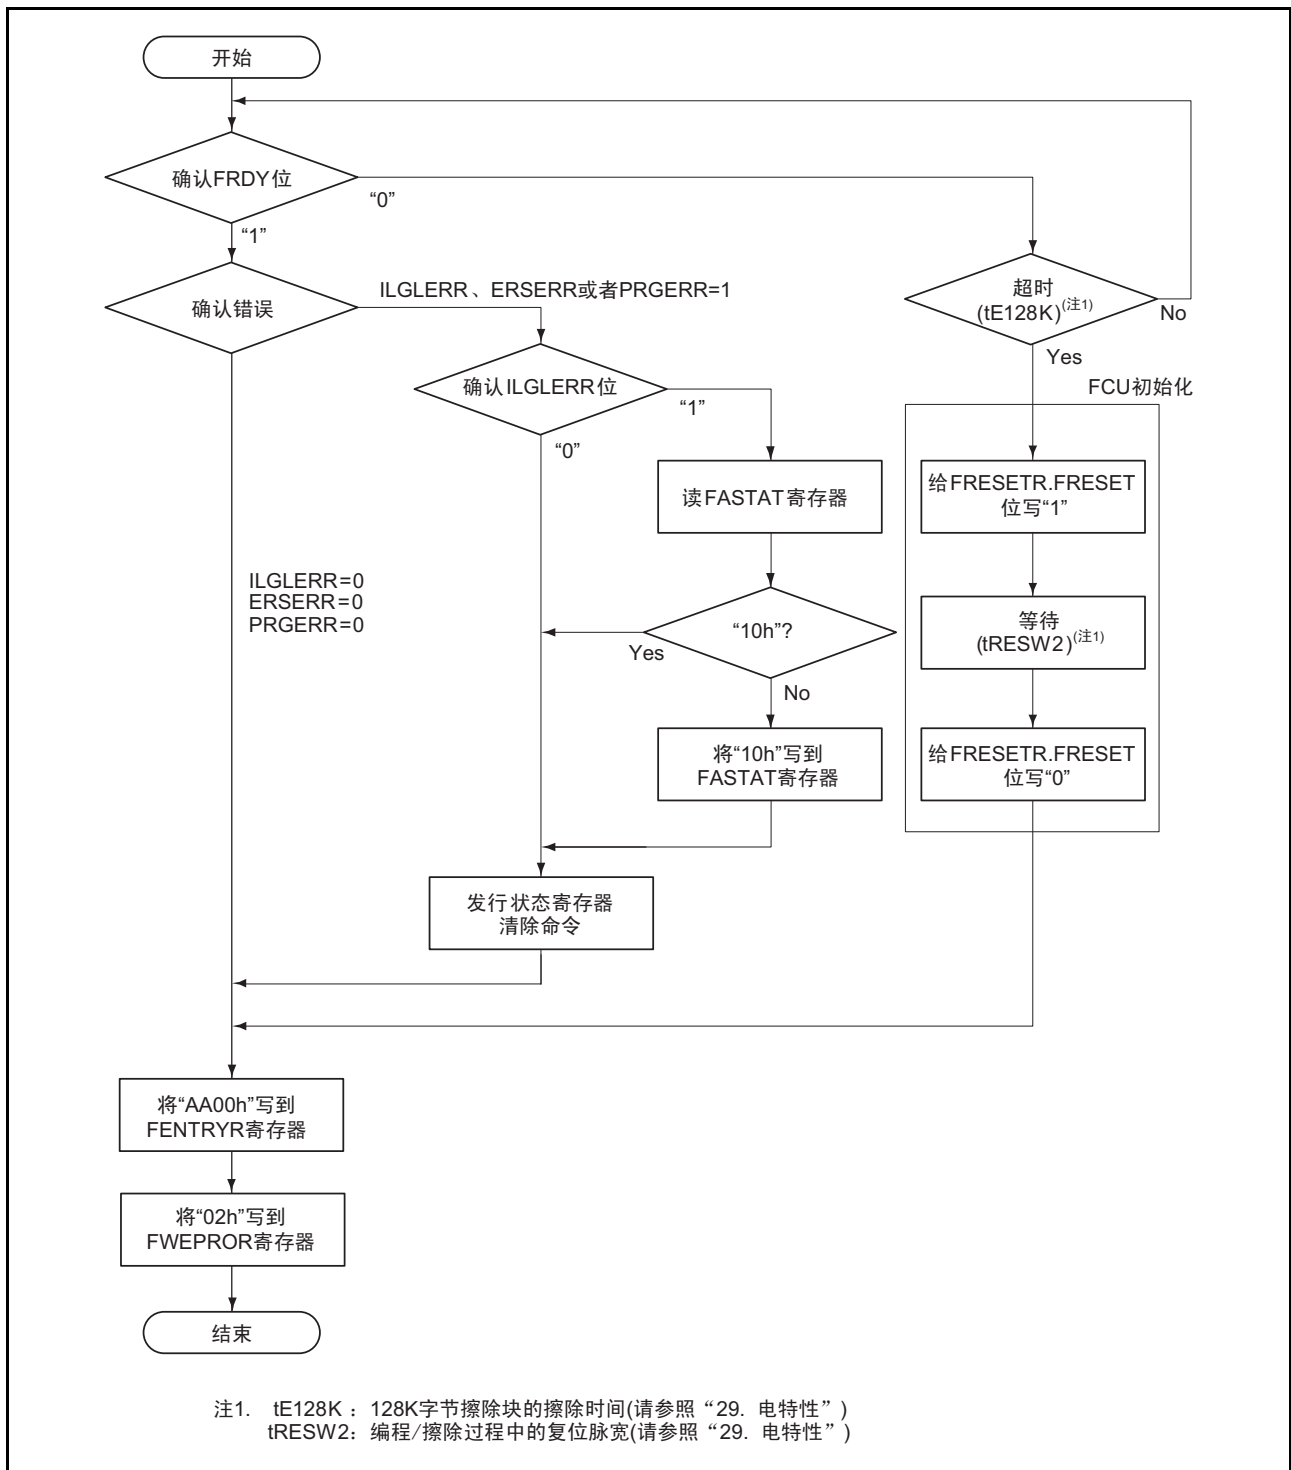 开始
确认FRDY位
“0”
“1”
确认错误
ILGLERR、ERSERR或者PRGERR=1
超时
(tE128K)(注1)
No
Yes
FCU初始化
确认ILGLERR位
“1”
“0”
读FASTAT寄存器
给FRESETR.FRESET
位写“1”
ILGLERR=0
ERSERR=0
PRGERR=0
“10h”?
Yes
No
等待
(tRESW2)(注1)
将“10h”写到
FASTAT寄存器
给FRESETR.FRESET
位写“0”
发行状态寄存器
清除命令
将“AA00h”写到
FENTRYR寄存器
将“02h”写到
FWEPROR寄存器
结束
注1. tE128K：128K字节擦除块的擦除时间(请参照“29. 电特性”)
tRESW2：编程/擦除过程中的复位脉宽(请参照“29. 电特性”)